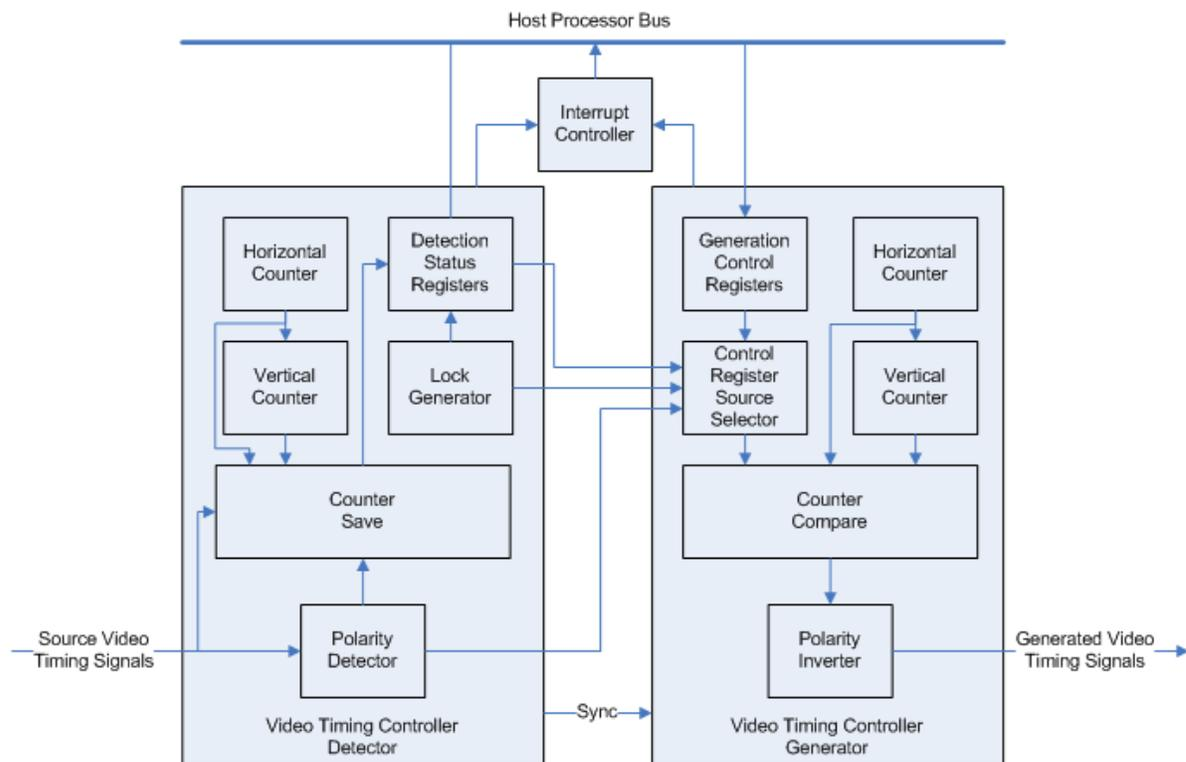 Host Processor Bus
Interrupt
Controller
Horizontal
Counter
Detection
Status
Registers
Vertical
Counter
Lock
Generator
Counter
Save
Source Video
Timing Signals
Polarity
Detector
Video Timing Controller
Detector
Sync
Generation
Control
Registers
Horizontal
Counter
Control
Register
Source
Selector
Vertical
Counter
Counter
Compare
Polarity
Inverter
Generated Video
Timing Signals
Video Timing Controller
Generator